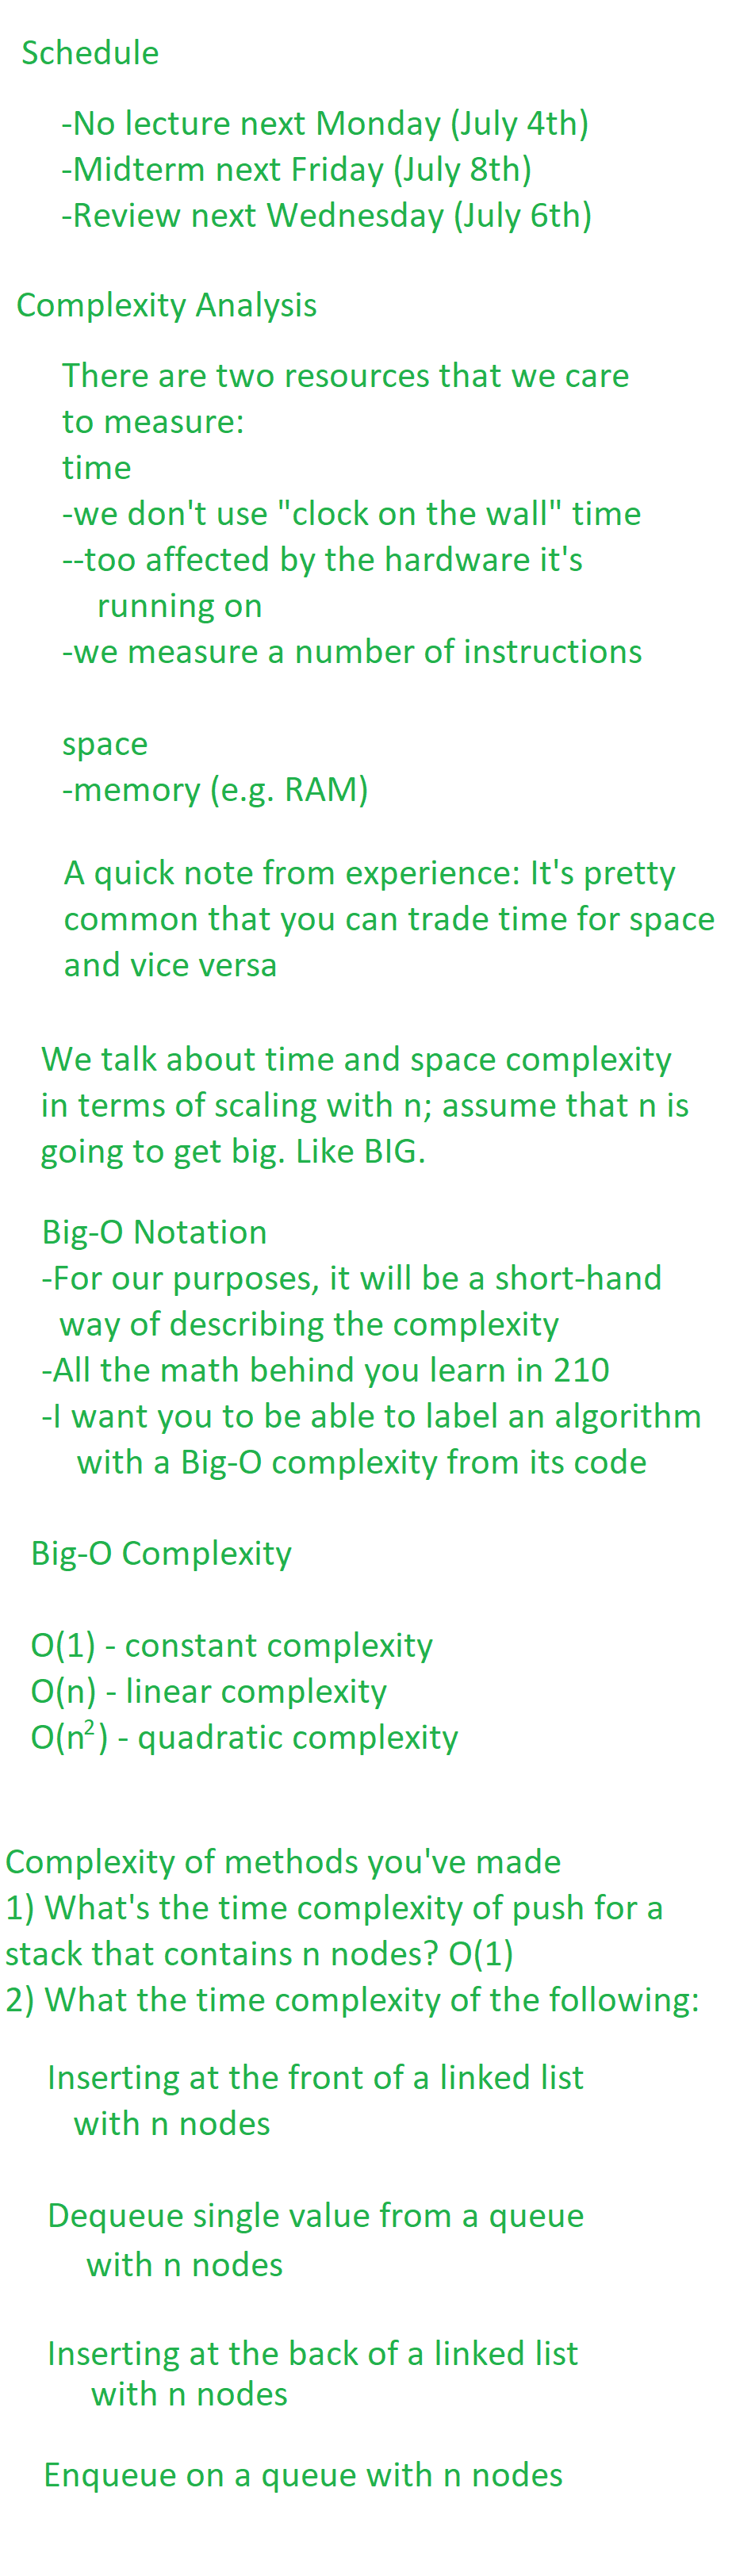 Schedule
-No lecture next Monday (July 4th)
-Midterm next Friday (July 8th)
-Review next Wednesday (July 6th)
Complexity Analysis
There are two resources that we care
to measure:
time
-we don't use "clock on the wall" time
--too affected by the hardware it's
running on
-we measure a number of instructions
space
-memory (e.g. RAM)
A quick note from experience: It's pretty
common that you can trade time for space
and vice versa
We talk about time and space complexity
in terms of scaling with n; assume that n is
going to get big. Like BIG.
Big-O Notation
-For our purposes, it will be a short-hand
way of describing the complexity
-All the math behind you learn in 210
-I want you to be able to label an algorithm
with a Big-O complexity from its code
Big-O Complexity
O(1) - constant complexity
O(n) - linear complexity
O(n²) - quadratic complexity
Complexity of methods you've made
1) What's the time complexity of push for a
stack that contains n nodes? O(1)
2) What the time complexity of the following:
Inserting at the front of a linked list
with n nodes
Dequeue single value from a queue
with n nodes
Inserting at the back of a linked list
with n nodes
Enqueue on a queue with n nodes